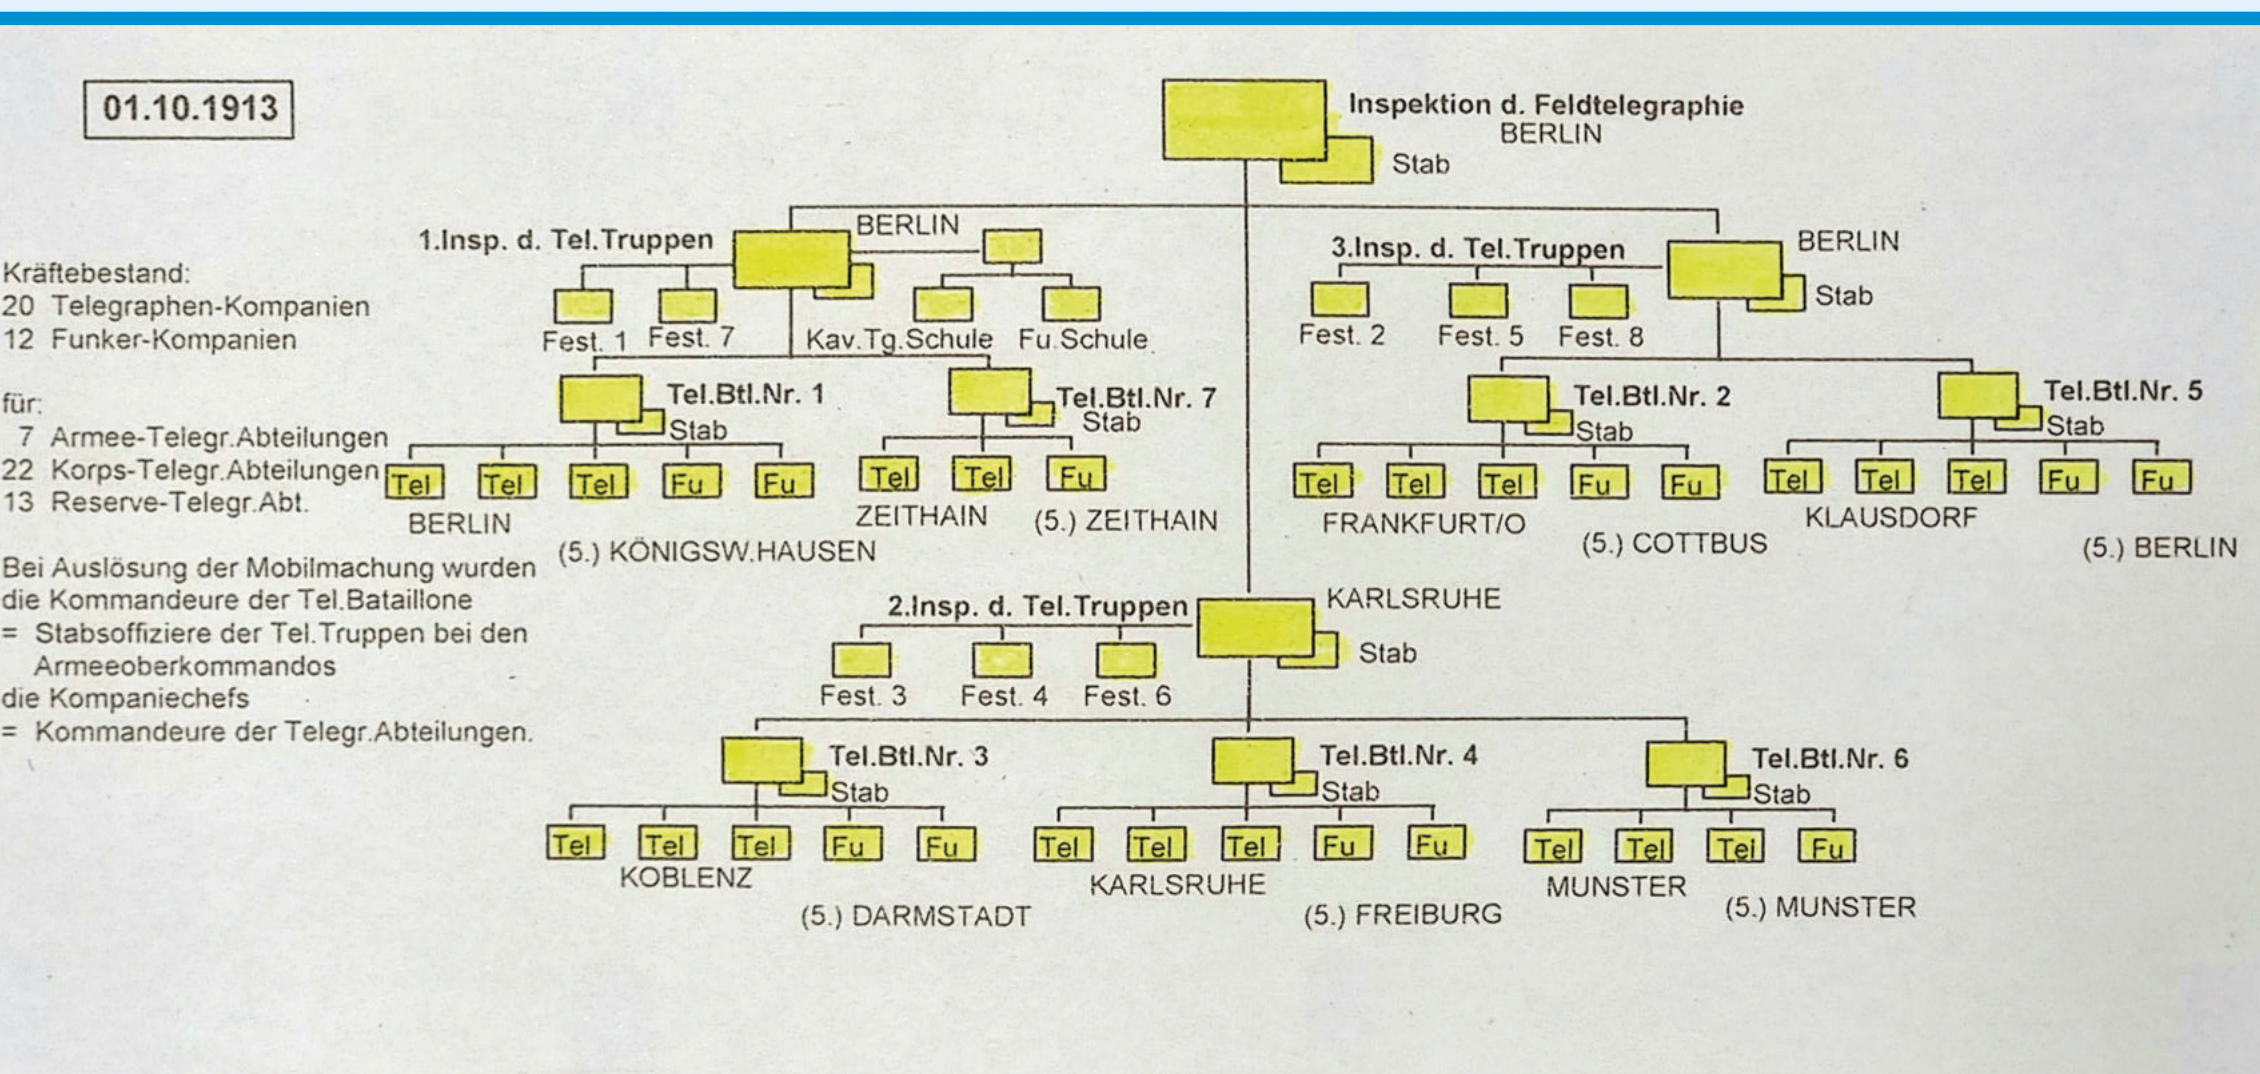 01.10.1913
Inspektion d. Feldtelegraphie
BERLIN
Stab
1.Insp. d. Tel.Truppen
BERLIN
Fest. 1
Fest. 7
Kav.Tg.Schule
Fu.Schule
3.Insp. d. Tel.Truppen
BERLIN
Stab
Fest. 2
Fest. 5
Fest. 8
Kräftebestand:
20 Telegraphen-Kompanien
12 Funker-Kompanien
für:
7 Armee-Telegr.Abteilungen
22 Korps-Telegr.Abteilungen
13 Reserve-Telegr.Abt.
Bei Auslösung der Mobilmachung wurden
die Kommandeure der Tel.Bataillone
= Stabsoffiziere der Tel.Truppen bei den
Armeeoberkommandos
die Kompaniechefs
= Kommandeure der Telegr.Abteilungen.
Tel.Btl.Nr. 1
Stab
Tel Tel Tel Fu Fu
BERLIN
(5.) KÖNIGSW.HAUSEN
Tel.Btl.Nr. 7
Stab
Tel Tel Fu
ZEITHAIN
(5.) ZEITHAIN
Tel.Btl.Nr. 2
Stab
Tel Tel Tel Fu Fu
FRANKFURT/O
(5.) COTTBUS
Tel.Btl.Nr. 5
Stab
Tel Tel Tel Fu Fu
KLAUSDORF
(5.) BERLIN
2.Insp. d. Tel.Truppen
KARLSRUHE
Stab
Fest. 3
Fest. 4
Fest. 6
Tel.Btl.Nr. 3
Stab
Tel Tel Tel Fu Fu
KOBLENZ
(5.) DARMSTADT
Tel.Btl.Nr. 4
Stab
Tel Tel Tel Fu Fu
KARLSRUHE
(5.) FREIBURG
Tel.Btl.Nr. 6
Stab
Tel Tel Tel Fu
MUNSTER
(5.) MUNSTER